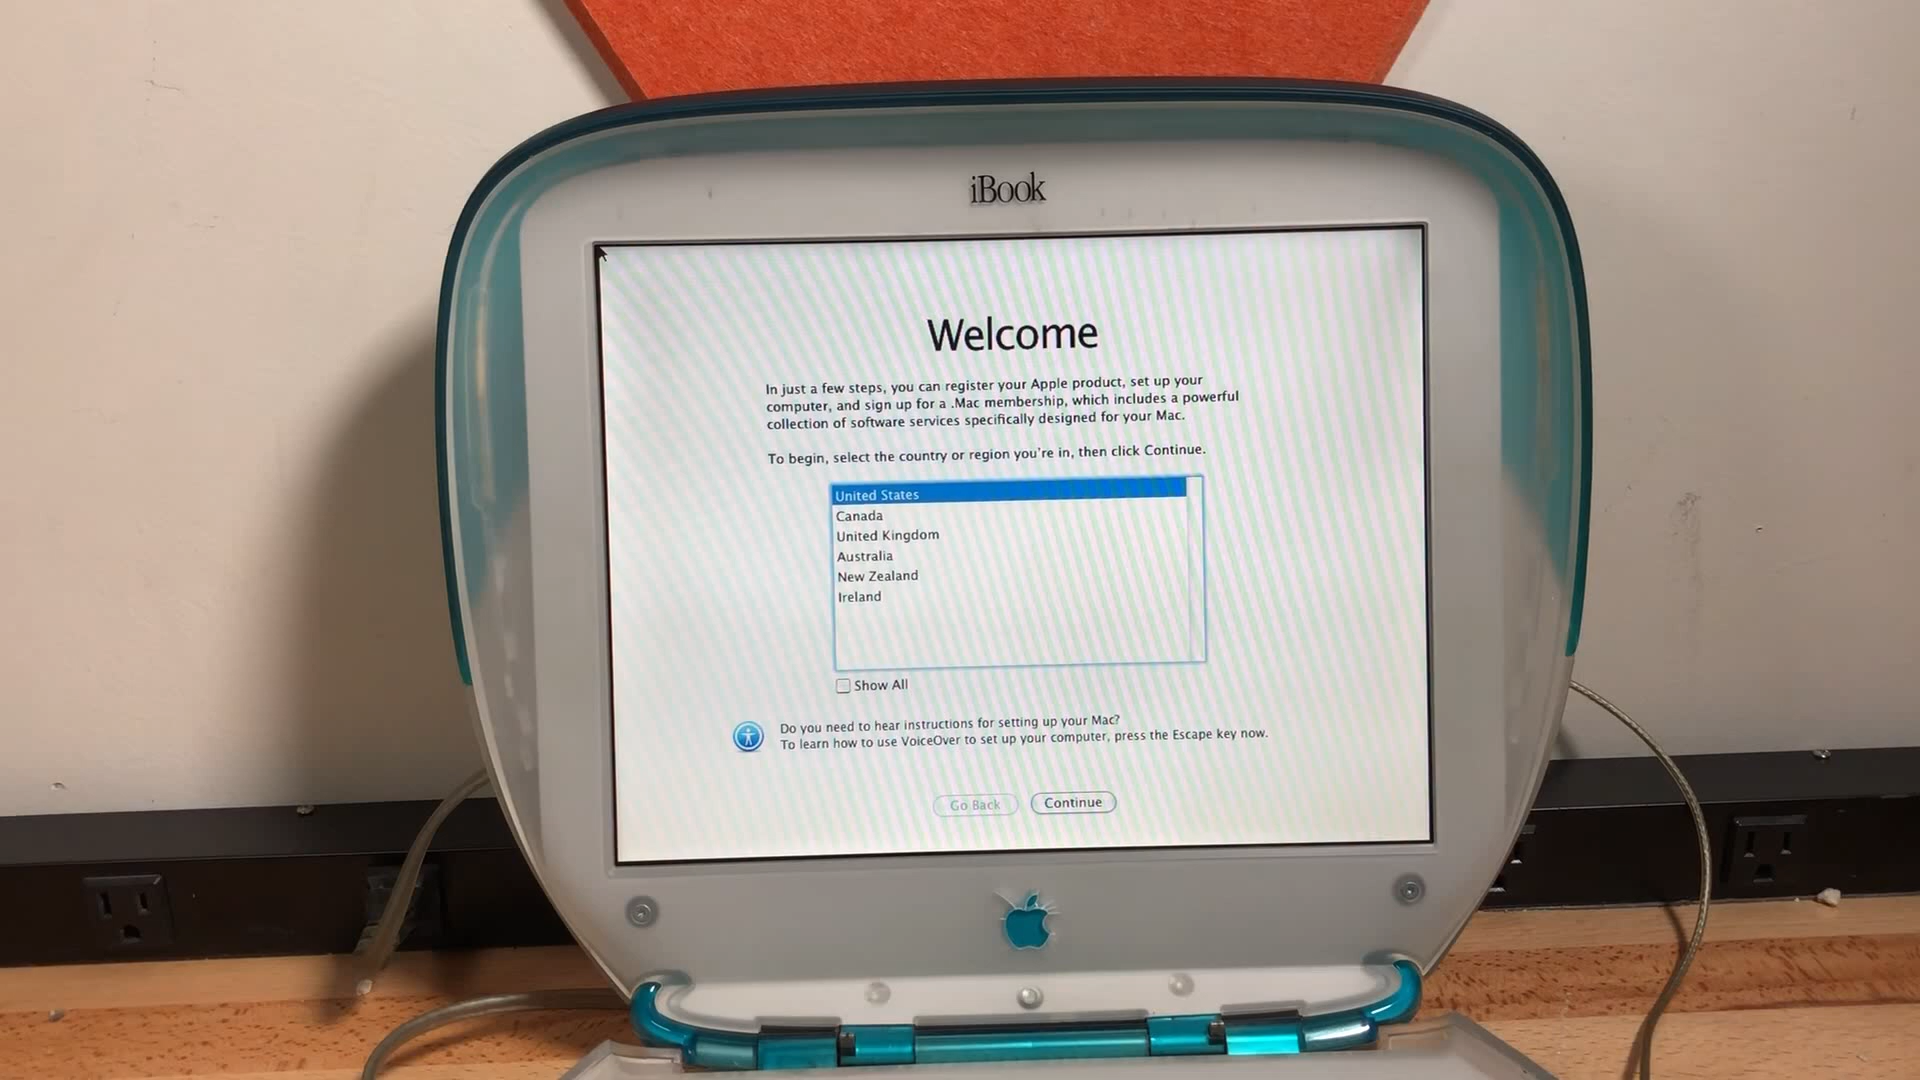 iBook
Welcome
In just a few steps, you can register your Apple product, set up your
computer, and sign up for a .Mac membership, which includes a powerful
collection of software services specifically designed for your Mac.
To begin, select the country or region you're in, then click Continue.
United States
Canada
United Kingdom
Australia
New Zealand
Ireland
Show All
Do you need to hear instructions for setting up your Mac?
To learn how to use VoiceOver to set up your computer, press the Escape key now.
Go Back
Continue